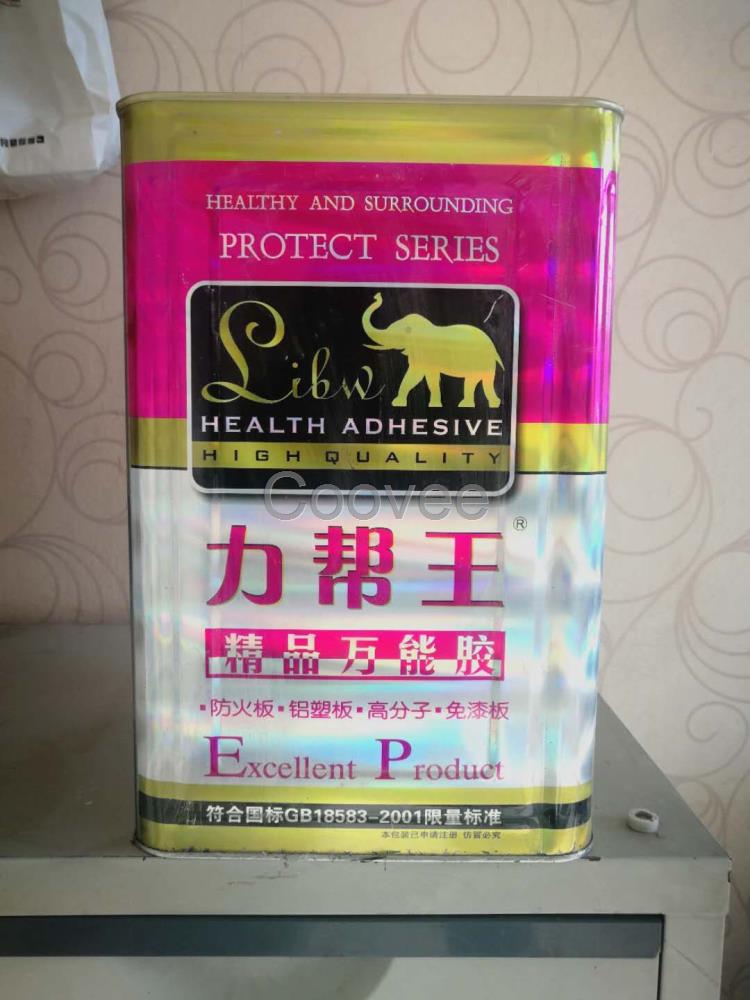 HEALTHY AND SURROUNDING
PROTECT SERIES
Libw
HEALTH ADHESIVE
HIGH QUALITY
Coovee
力帮王®
精品万能胶
·防火板·铝塑板·高分子·免漆板
Excellent Product
符合国标GB18583-2001限量标准
本包装已申请注册 仿冒必究